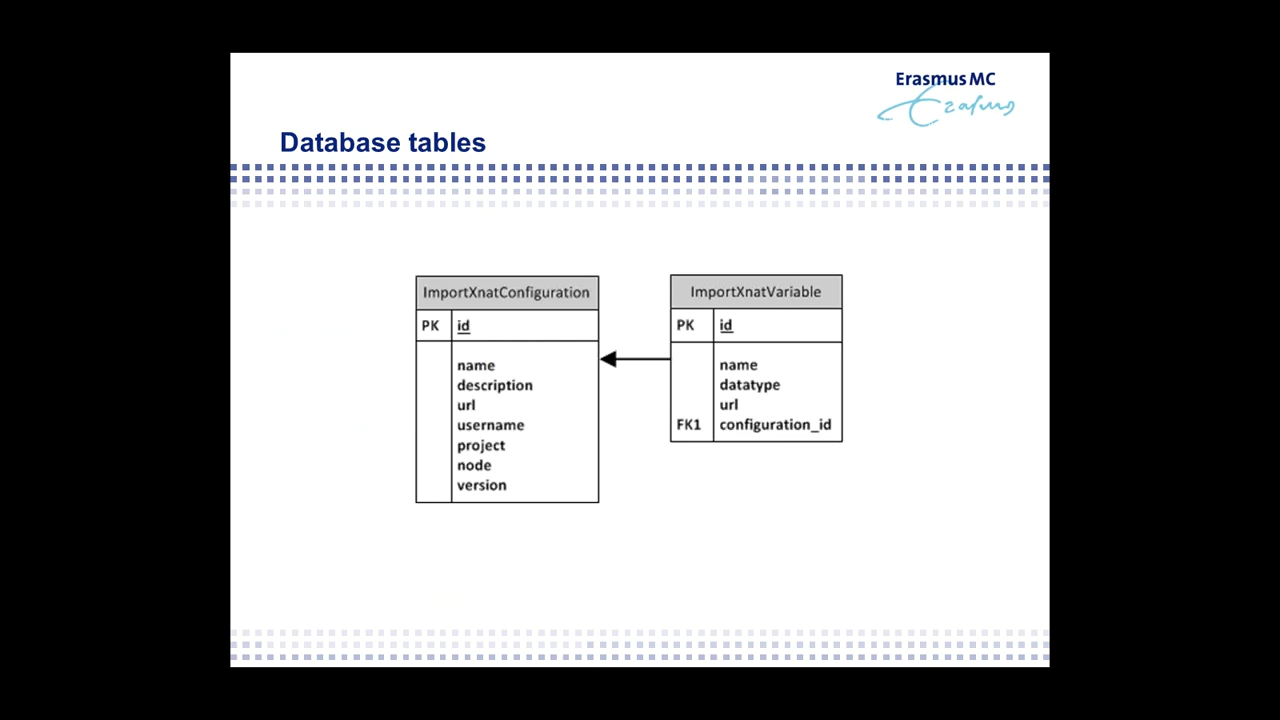 Erasmus MC
Erasmus
Database tables
ImportXnatConfiguration
PK id
name
description
url
username
project
node
version
ImportXnatVariable
PK id
name
datatype
url
FK1 configuration_id